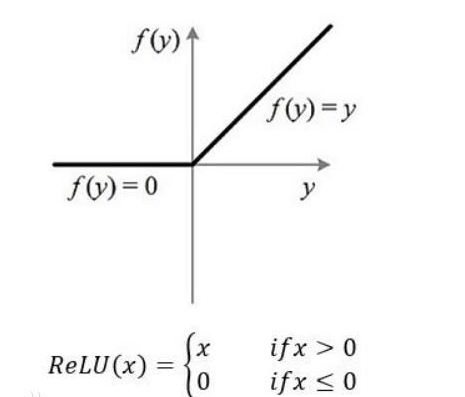 f(y)
f(y) = y
f(y) = 0
y
ReLU(x) = {x if x > 0
0 if x ≤ 0